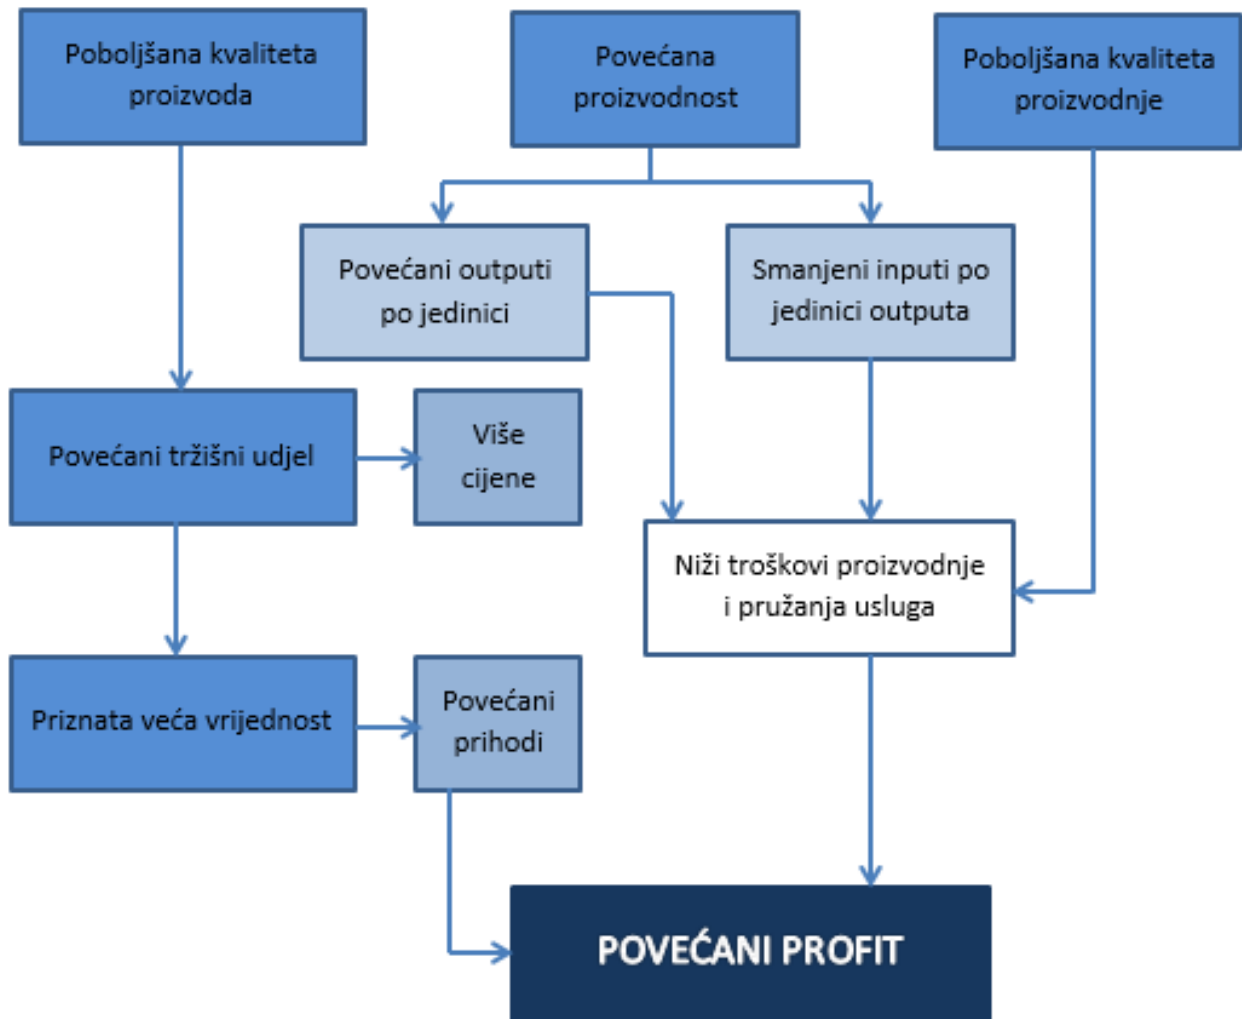 Poboljšana kvaliteta
proizvoda
Povećana
proizvodnost
Poboljšana kvaliteta
proizvodnje
Povećani outputi
po jedinici
Smanjeni inputi po
jedinici outputa
Povećani tržišni udjel
Više
cijene
Niži troškovi proizvodnje
i pružanja usluga
Priznata veća vrijednost
Povećani
prihodi
POVEĆANI PROFIT